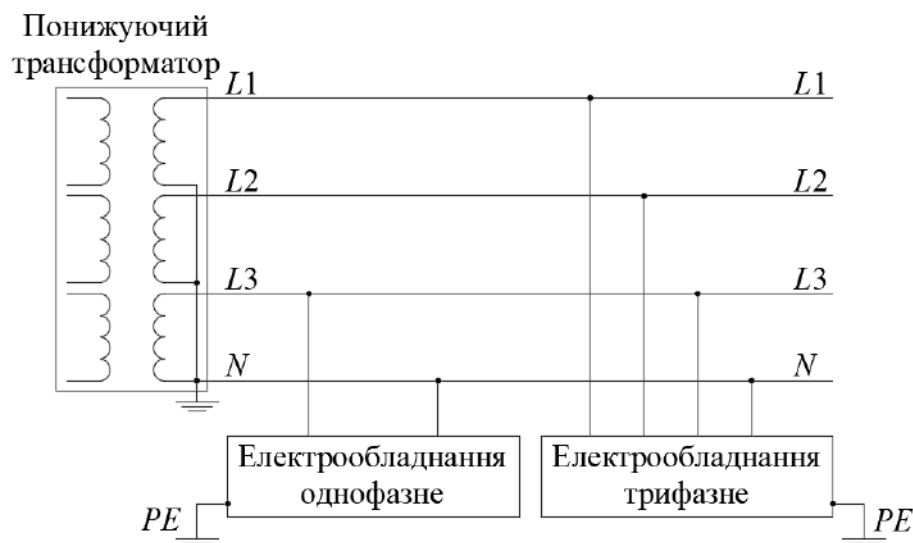 Понижуючий
трансформатор
L1 L1
L2 L2
L3 L3
N N
Електрообладнання
однофазне
Електрообладнання
трифазне
PE
PE